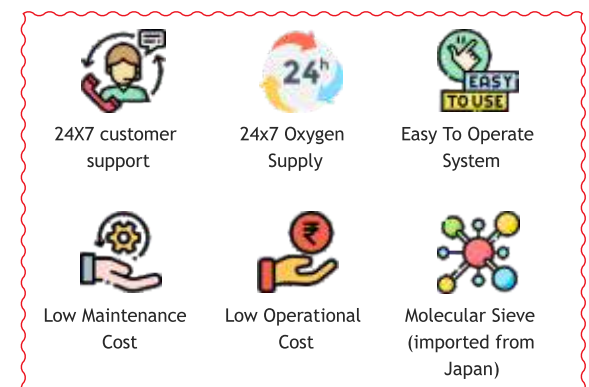 24h
EASY
TO USE
24X7 customer
support
24x7 Oxygen
Supply
Easy To Operate
System
₹
Low Maintenance
Cost
Low Operational
Cost
Molecular Sieve
(imported from
Japan)